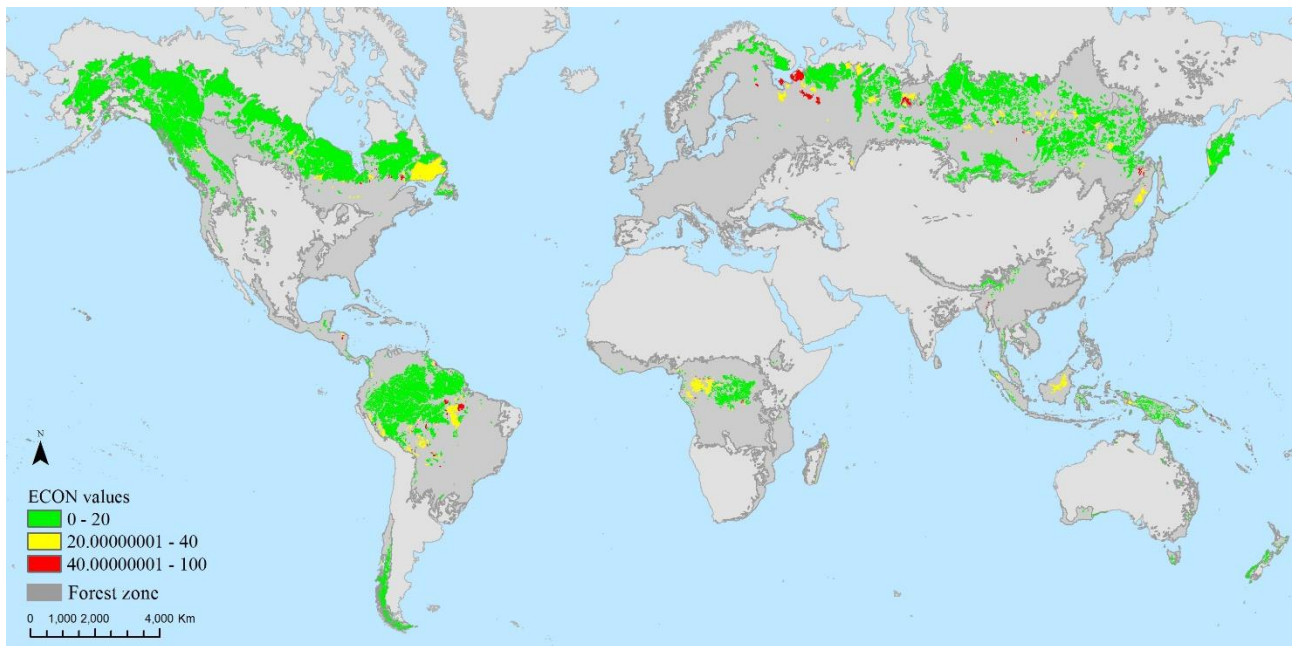 N
ECON values
0 - 20
20.00000001 - 40
40.00000001 - 100
Forest zone
0 1,000 2,000 4,000 Km